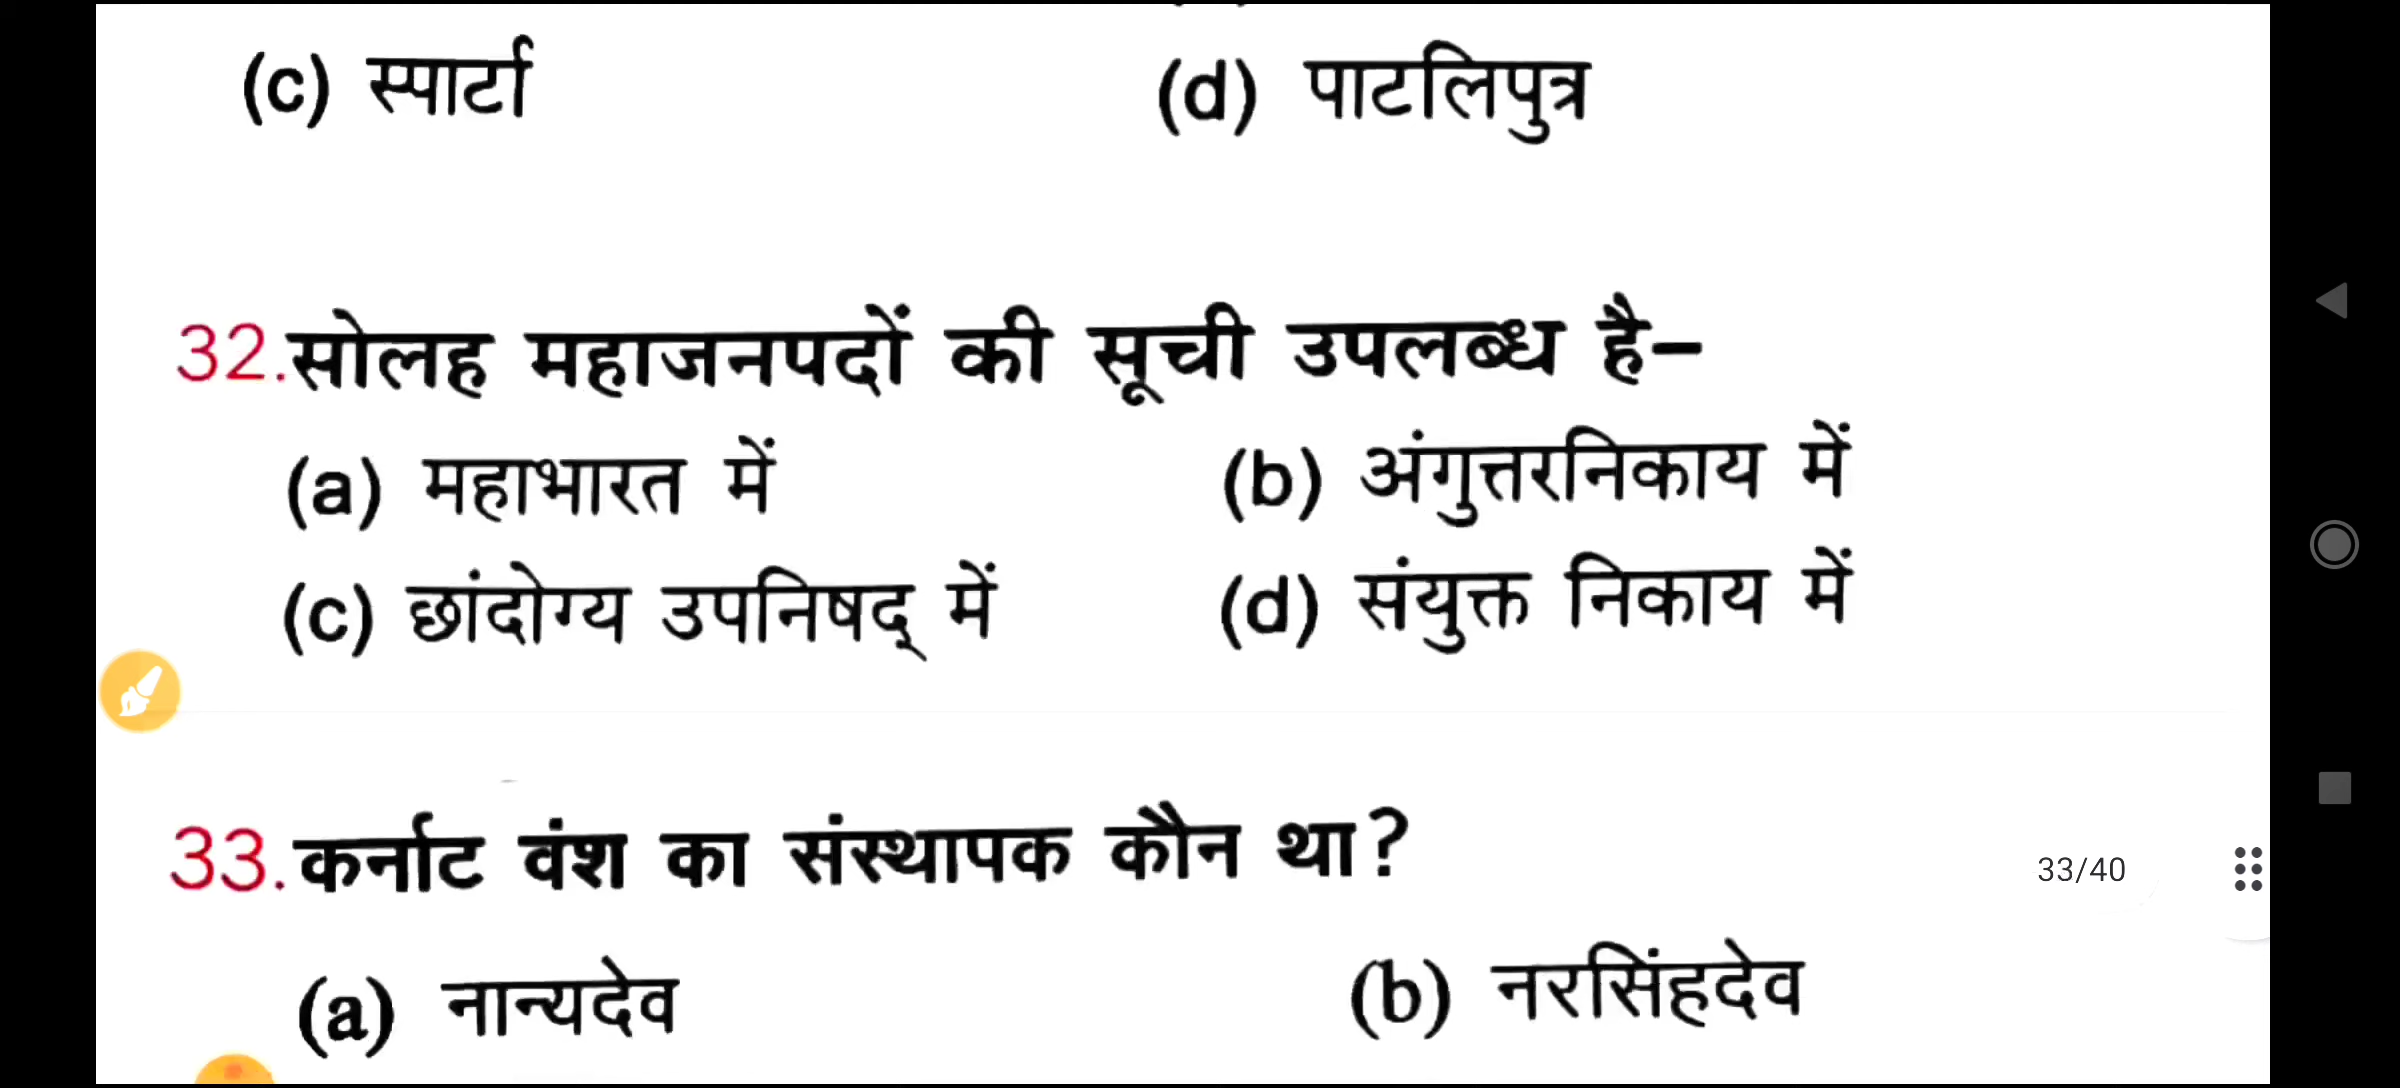 (c) स्पार्टा (d) पाटलिपुत्र
32.सोलह महाजनपदों की सूची उपलब्ध है–
(a) महाभारत में (b) अंगुत्तरनिकाय में
(c) छांदोग्य उपनिषद् में (d) संयुक्त निकाय में
33.कर्नाट वंश का संस्थापक कौन था?
33/40
(a) नान्यदेव (b) नरसिंहदेव